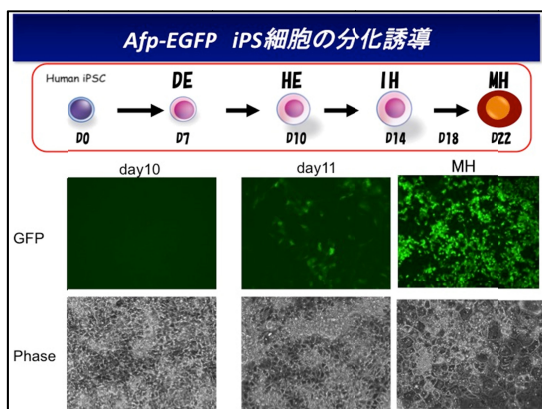 Afp-EGFP iPS細胞の分化誘導
Human iPSC
DE
HE
IH
MH
D0
D7
D10
D14
D18
D22
day10
day11
MH
GFP
Phase